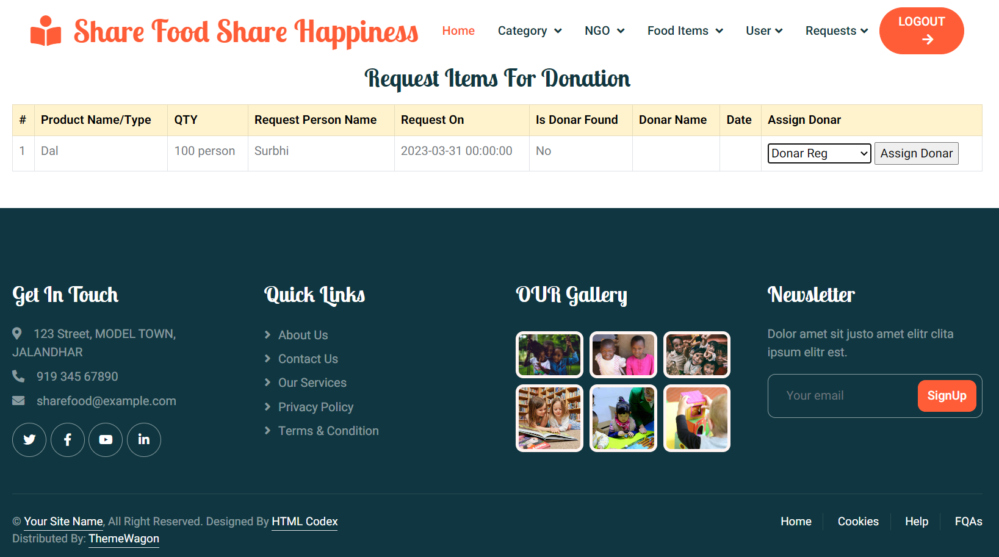 Share Food Share Happiness
Home Category NGO Food Items User Requests LOGOUT
Request Items For Donation
# Product Name/Type QTY Request Person Name Request On Is Donar Found Donar Name Date Assign Donar
1 Dal 100 person Surbhi 2023-03-31 00:00:00 No Donar Reg Assign Donar
Get In Touch
123 Street, MODEL TOWN,
JALANDHAR
919 345 67890
sharefood@example.com
Quick Links
About Us
Contact Us
Our Services
Privacy Policy
Terms & Condition
OUR Gallery
Newsletter
Dolor amet sit justo amet elitr clita
ipsum elitr est.
Your email SignUp
© Your Site Name, All Right Reserved. Designed By HTML Codex
Distributed By: ThemeWagon
Home Cookies Help FQAs